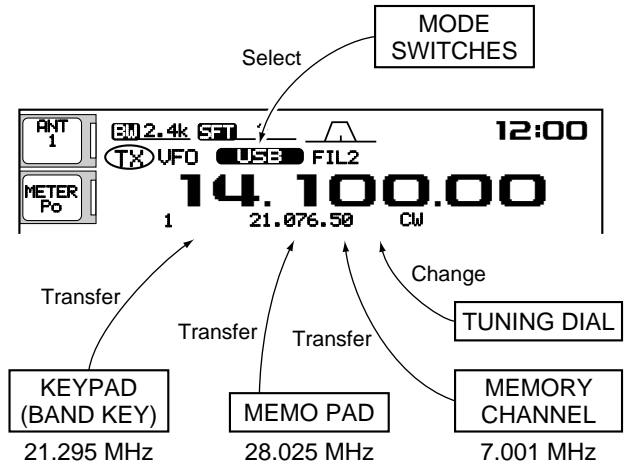 MODE
SWITCHES
Select
ANT
1
BW 2.4k SFT
12:00
TX VFO USB FIL2
METER
Po
14.100.00
1 21.076.50 CW
Transfer
Transfer
Transfer
Change
TUNING DIAL
KEYPAD
(BAND KEY)
MEMO PAD
MEMORY
CHANNEL
21.295 MHz
28.025 MHz
7.001 MHz